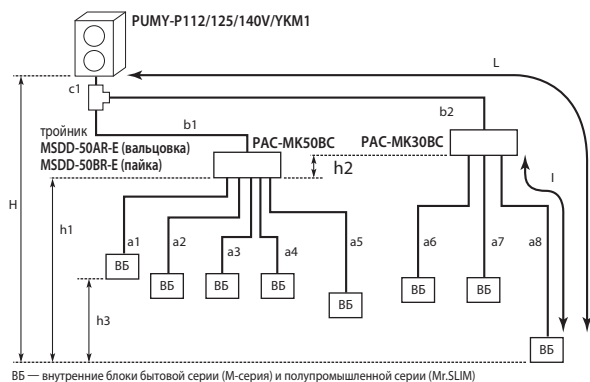 PUMY-P112/125/140V/YKM1
L
c1
b2
тройник
b1
MSDD-50AR-E (вальцовка)
PAC-MK50BC
PAC-MK30BC
MSDD-50BR-E (пайка)
h2
l
H
h1
a1
a2
a3
a4
a5
a6
a7
a8
ВБ
ВБ
ВБ
ВБ
ВБ
ВБ
ВБ
h3
ВБ
ВБ — внутренние блоки бытовой серии (М-серия) и полупромышленной серии (Mr.SLIM)